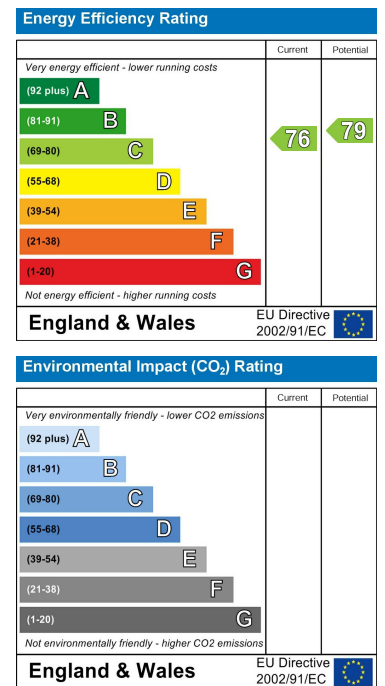 Energy Efficiency Rating
Current Potential
Very energy efficient - lower running costs
(92 plus) A
(81-91) B
(69-80) C
(55-68) D
(39-54) E
(21-38) F
(1-20) G
76 79
Not energy efficient - higher running costs
England & Wales
EU Directive
2002/91/EC
Environmental Impact (CO₂) Rating
Current Potential
Very environmentally friendly - lower CO2 emissions
(92 plus) A
(81-91) B
(69-80) C
(55-68) D
(39-54) E
(21-38) F
(1-20) G
Not environmentally friendly - higher CO2 emissions
England & Wales
EU Directive
2002/91/EC